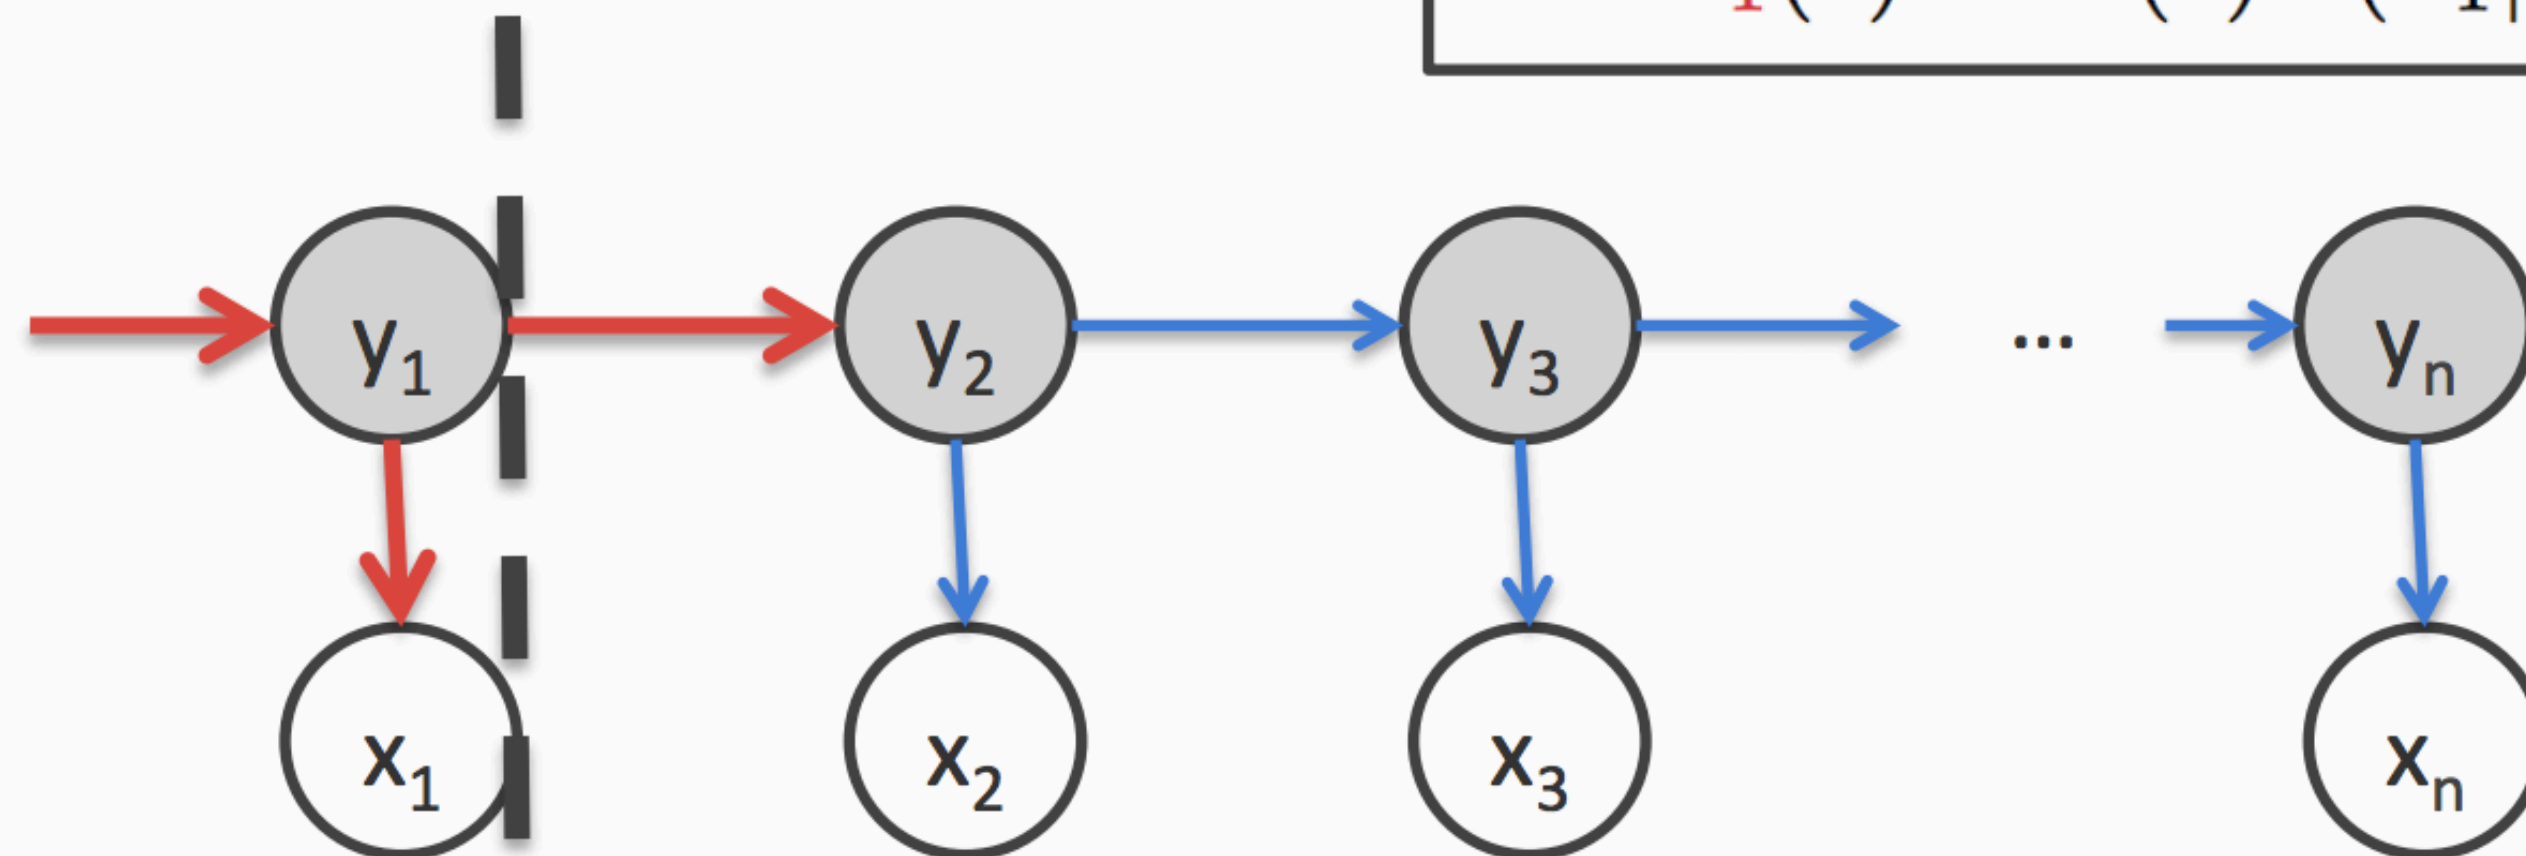 y₁ y₂ y₃ ... yₙ
x₁ x₂ x₃ xₙ